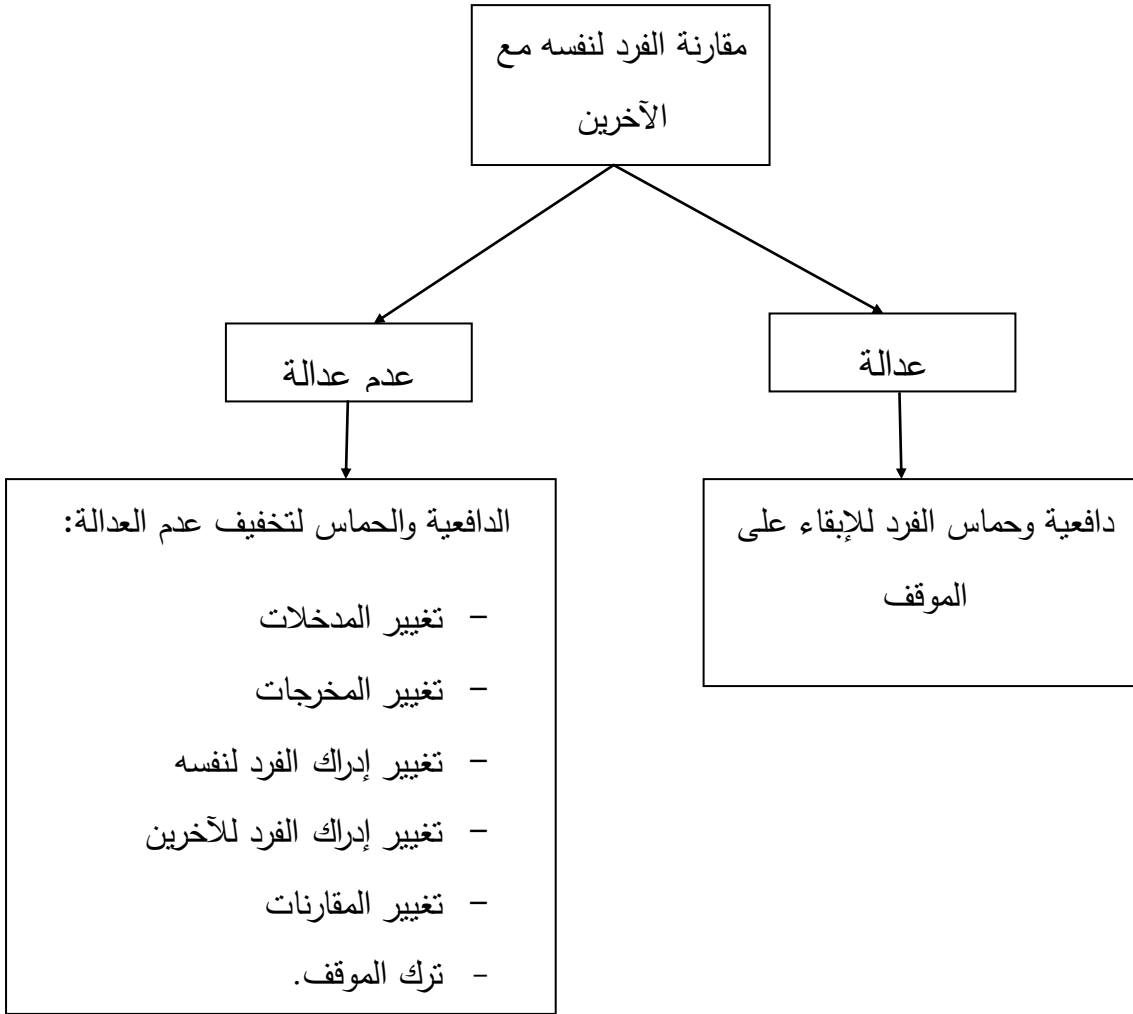 مقارنة الفرد لنفسه مع
الآخرين
عدالة
عدم عدالة
دافعية وحماس الفرد للإبقاء على
الموقف
الدافعية والحماس لتخفيف عدم العدالة:
- تغيير المدخلات
- تغيير المخرجات
- تغيير إدراك الفرد لنفسه
- تغيير إدراك الفرد للآخرين
- تغيير المقارنات
- ترك الموقف.